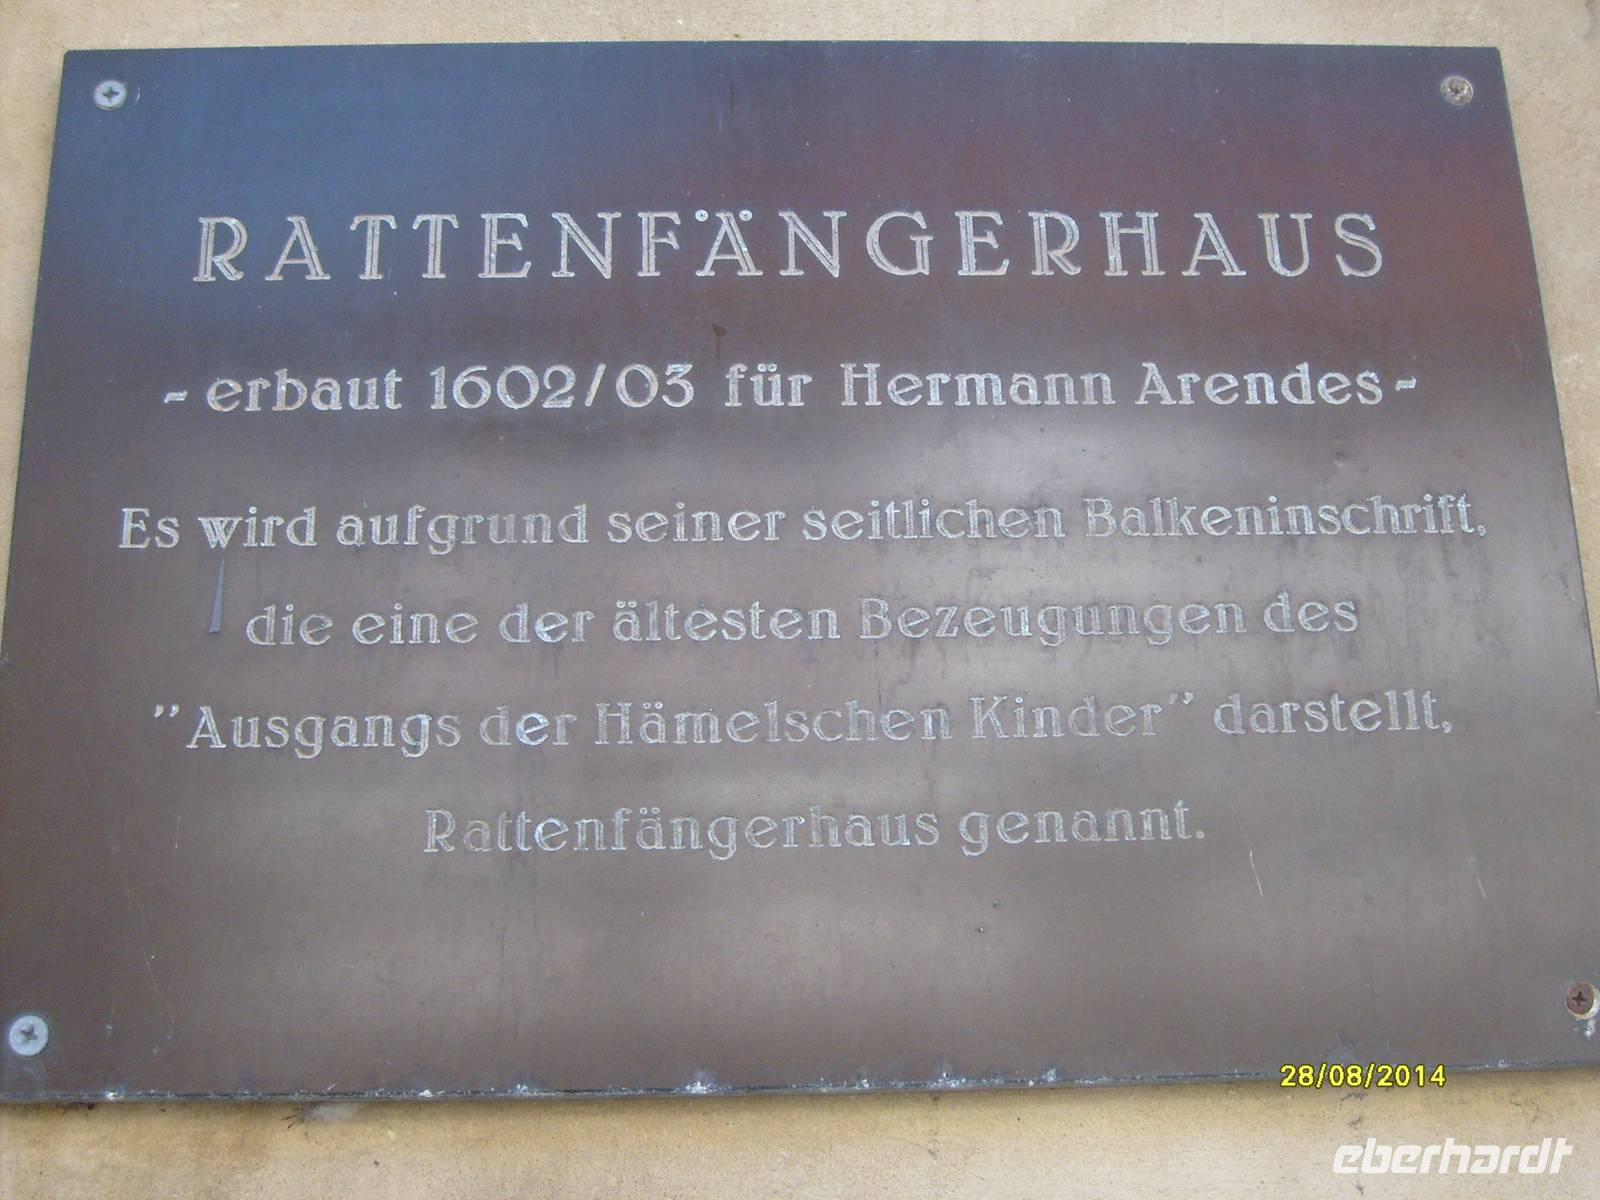 RATTENFÄNGERHAUS
- erbaut 1602/03 für Hermann Arendes -
Es wird aufgrund seiner seitlichen Balkeninschrift,
die eine der ältesten Bezeugungen des
"Ausgangs der Hämelschen Kinder" darstellt,
Rattenfängerhaus genannt.
28/08/2014
eberhardt